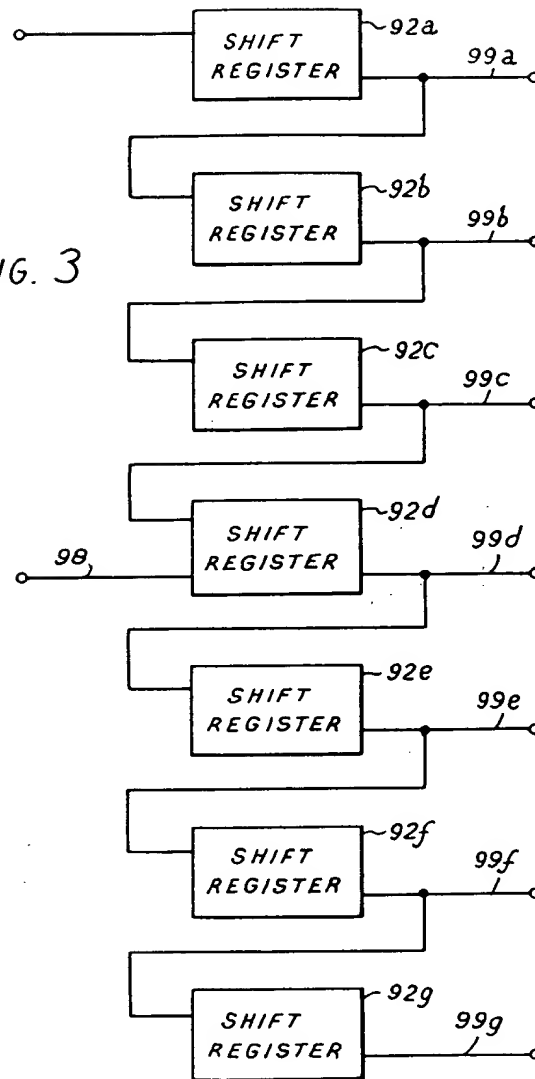 SHIFT
REGISTER
92a
99a
SHIFT
REGISTER
92b
99b
IG. 3
SHIFT
REGISTER
92c
99c
SHIFT
REGISTER
92d
98
99d
SHIFT
REGISTER
92e
99e
SHIFT
REGISTER
92f
99f
SHIFT
REGISTER
92g
99g